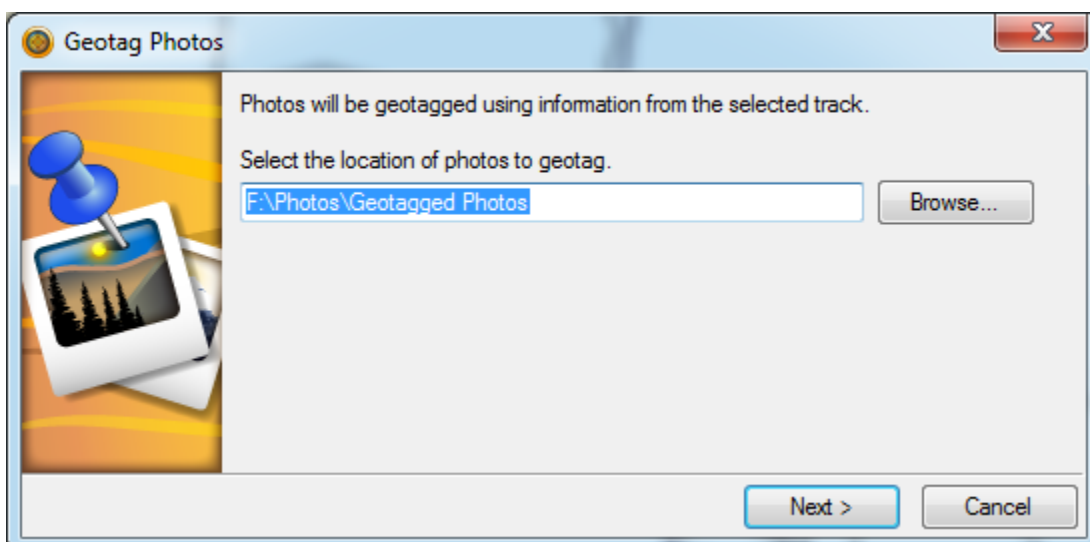 Geotag Photos
Photos will be geotagged using information from the selected track.
Select the location of photos to geotag.
F:\Photos\Geotagged Photos
Browse...
Next >
Cancel